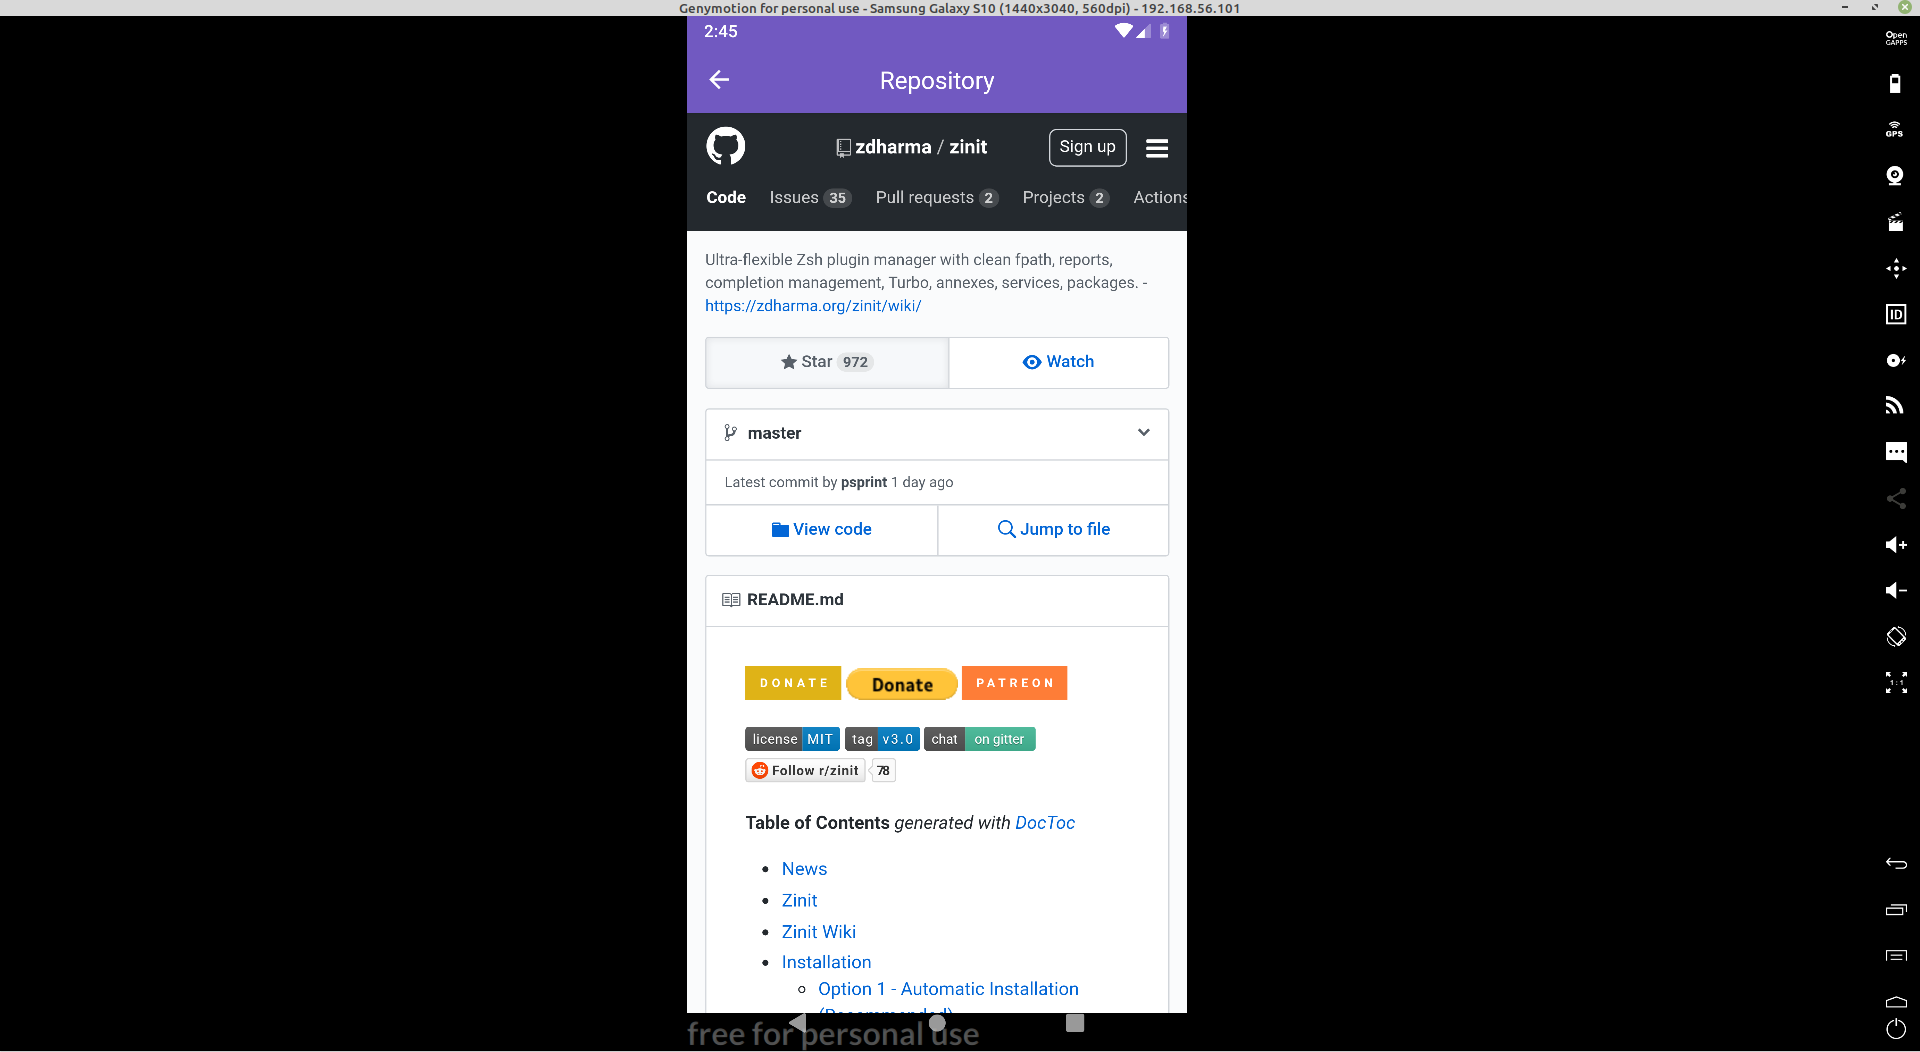 Genymotion for personal use - Samsung Galaxy S10 (1440x3040, 560dpi) - 192.168.56.101
2:45
Open
GAPPS
Repository
GPS
zdharma / zinit
Sign up
Code Issues 35 Pull requests 2 Projects 2 Actions
Ultra-flexible Zsh plugin manager with clean fpath, reports,
completion management, Turbo, annexes, services, packages. -
https://zdharma.org/zinit/wiki/
ID
Star 972
Watch
master
Latest commit by psprint 1 day ago
View code
Jump to file
README.md
DONATE Donate PATREON
1:1
license MIT tag v3.0 chat on gitter
Follow r/zinit 78
Table of Contents generated with DocToc
News
Zinit
Zinit Wiki
Installation
Option 1 - Automatic Installation
(Recommended)
free for personal use